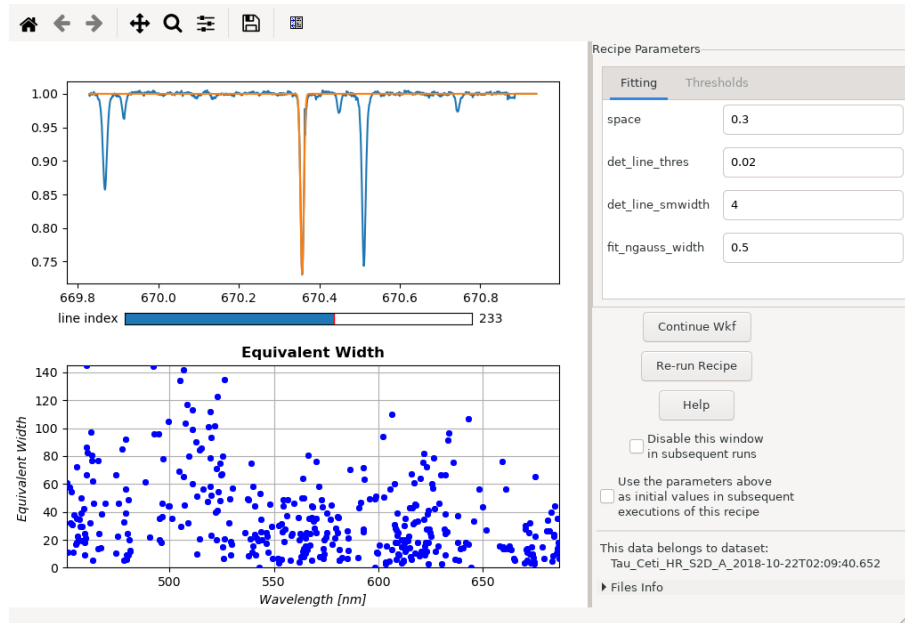 Recipe Parameters
Fitting Thresholds
space 0.3
det_line_thres 0.02
det_line_smwidth 4
fit_ngauss_width 0.5
1.00
0.95
0.90
0.85
0.80
0.75
669.8 670.0 670.2 670.4 670.6 670.8
line index 233
Equivalent Width
140
120
100
80
60
40
20
0
Equivalent Width
500 550 600 650
Wavelength [nm]
Continue Wkf
Re-run Recipe
Help
Disable this window
in subsequent runs
Use the parameters above
as initial values in subsequent
executions of this recipe
This data belongs to dataset:
Tau_Ceti_HR_S2D_A_2018-10-22T02:09:40.652
Files Info